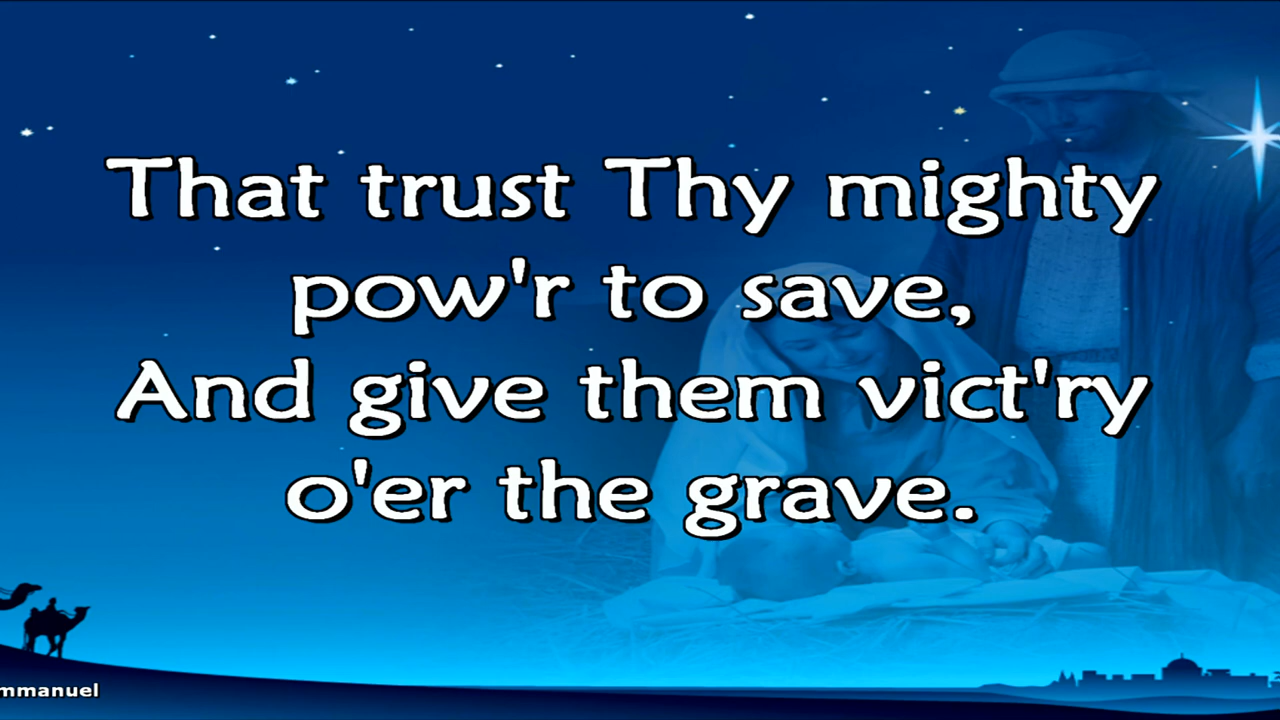 That trust Thy mighty
pow'r to save,
And give them vict'ry
o'er the grave.
mmanuel